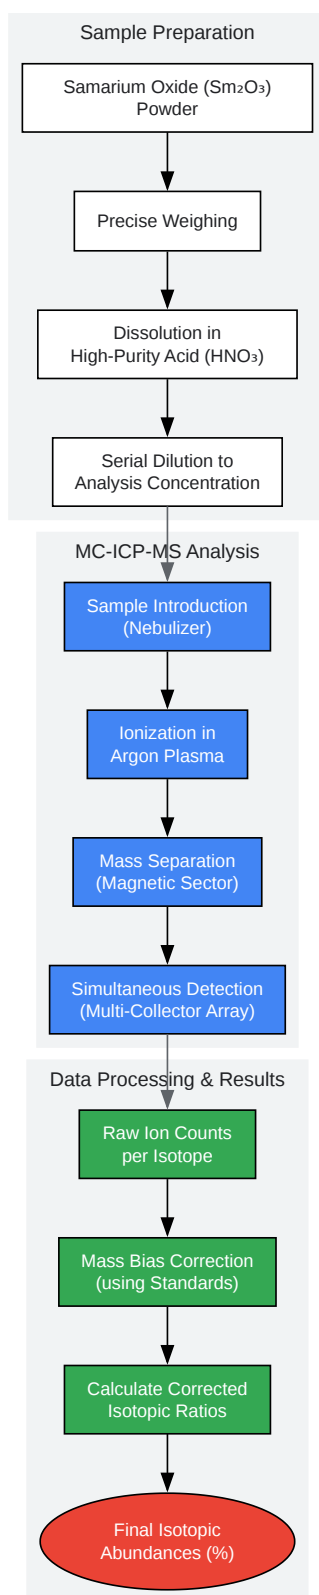 Sample Preparation
Samarium Oxide (Sm₂O₃)
Powder
Precise Weighing
Dissolution in
High-Purity Acid (HNO₃)
Serial Dilution to
Analysis Concentration
MC-ICP-MS Analysis
Sample Introduction
(Nebulizer)
Ionization in
Argon Plasma
Mass Separation
(Magnetic Sector)
Simultaneous Detection
(Multi-Collector Array)
Data Processing & Results
Raw Ion Counts
per Isotope
Mass Bias Correction
(using Standards)
Calculate Corrected
Isotopic Ratios
Final Isotopic
Abundances (%)